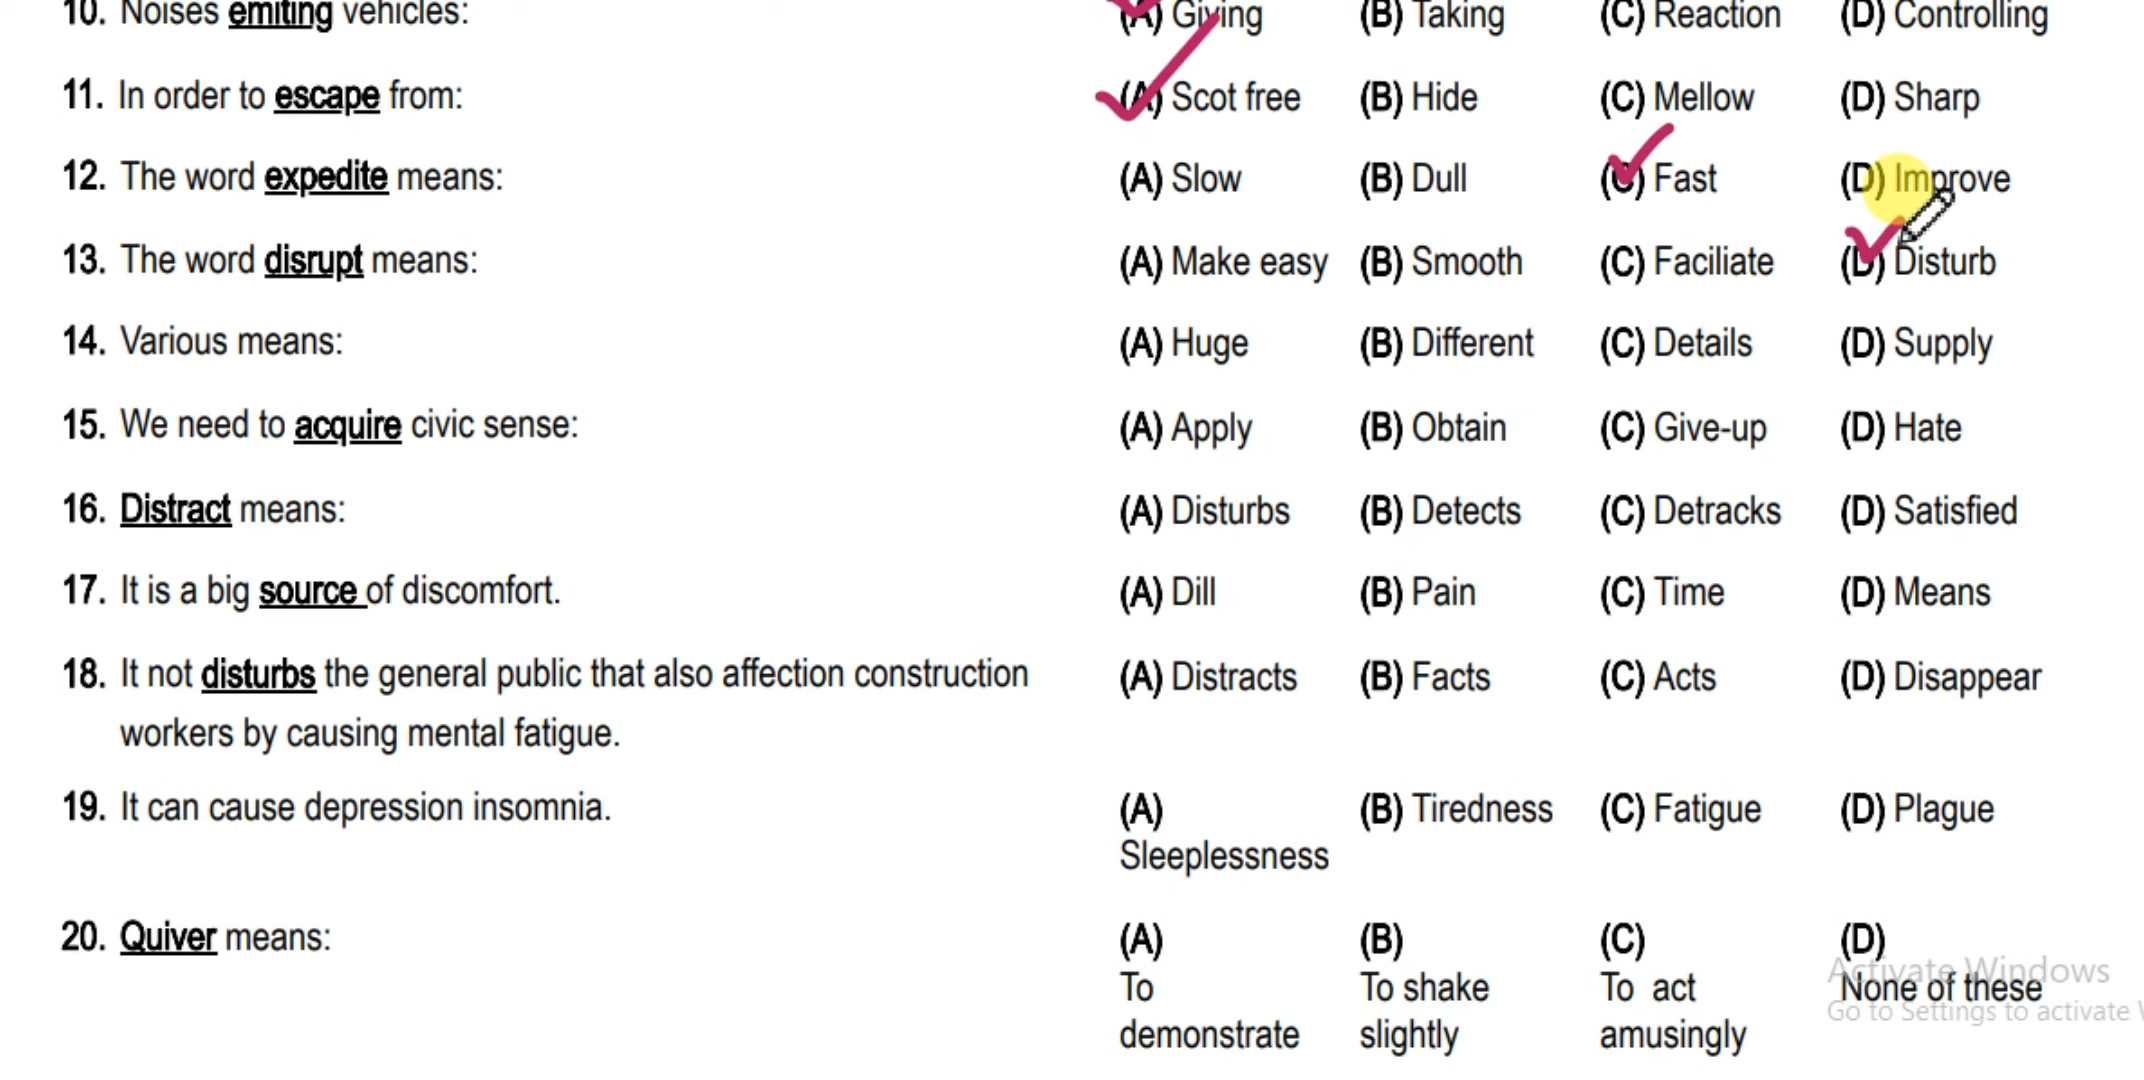 10. Noises emiting vehicles: (A) Giving (B) Taking (C) Reaction (D) Controlling
11. In order to escape from: (A) Scot free (B) Hide (C) Mellow (D) Sharp
12. The word expedite means: (A) Slow (B) Dull (C) Fast (D) Improve
13. The word disrupt means: (A) Make easy (B) Smooth (C) Faciliate (D) Disturb
14. Various means: (A) Huge (B) Different (C) Details (D) Supply
15. We need to acquire civic sense: (A) Apply (B) Obtain (C) Give-up (D) Hate
16. Distract means: (A) Disturbs (B) Detects (C) Detracks (D) Satisfied
17. It is a big source of discomfort. (A) Dill (B) Pain (C) Time (D) Means
18. It not disturbs the general public that also affection construction (A) Distracts (B) Facts (C) Acts (D) Disappear
workers by causing mental fatigue.
19. It can cause depression insomnia. (A) (B) Tiredness (C) Fatigue (D) Plague
Sleeplessness
20. Quiver means: (A) (B) (C) (D)
Activate Windows
To To shake To act None of these
Go to Settings to activate
demonstrate slightly amusingly